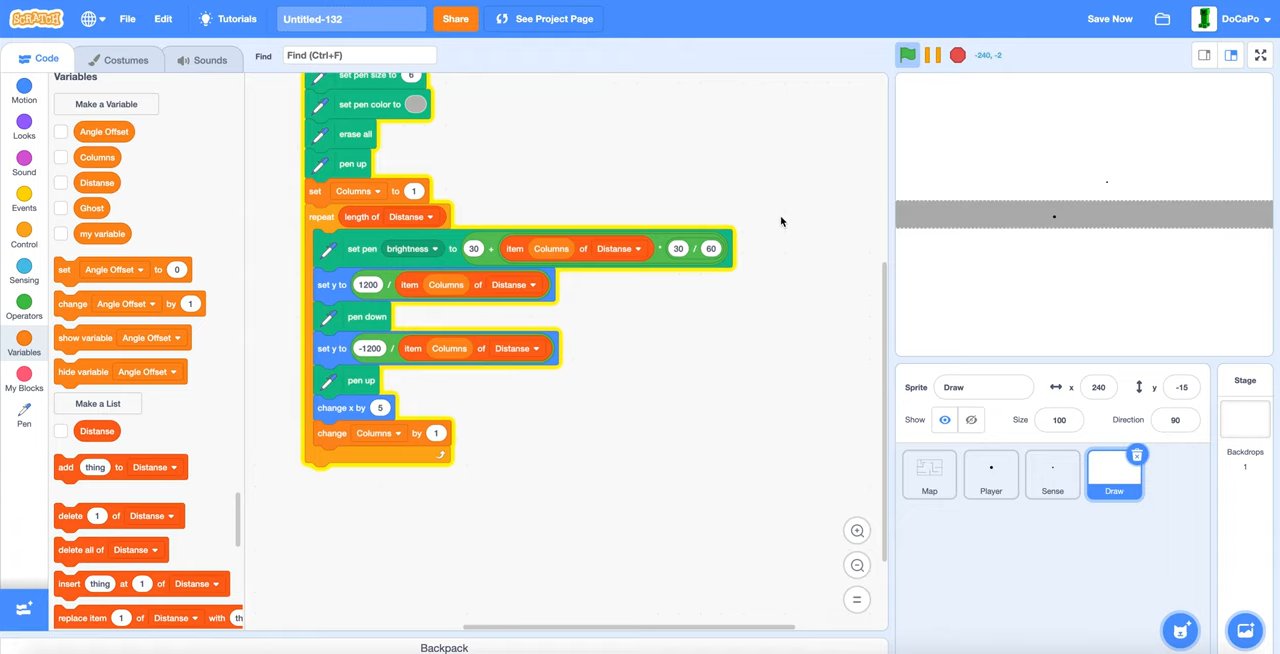 SCRATCH File Edit Tutorials Untitled-132 Share See Project Page Save Now DoCaPo
Code Costumes Sounds Find Find (Ctrl+F) -240, -2
Motion
Looks
Sound
Events
Control
Sensing
Operators
Variables
My Blocks
Pen
Variables
Make a Variable
Angle Offset
Columns
Distanse
Ghost
my variable
set Angle Offset to 0
change Angle Offset by 1
show variable Angle Offset
hide variable Angle Offset
Make a List
Distanse
add thing to Distanse
delete 1 of Distanse
delete all of Distanse
insert thing at 1 of Distanse
replace item 1 of Distanse with th
set pen size to 6
set pen color to
erase all
pen up
set Columns to 1
repeat length of Distanse
set pen brightness to 30 + item Columns of Distanse * 30 / 60
set y to 1200 / item Columns of Distanse
pen down
set y to -1200 / item Columns of Distanse
pen up
change x by 5
change Columns by 1
Backpack
Sprite Draw x 240 y -15
Show Size 100 Direction 90
Map Player Sense Draw
Stage
Backdrops
1